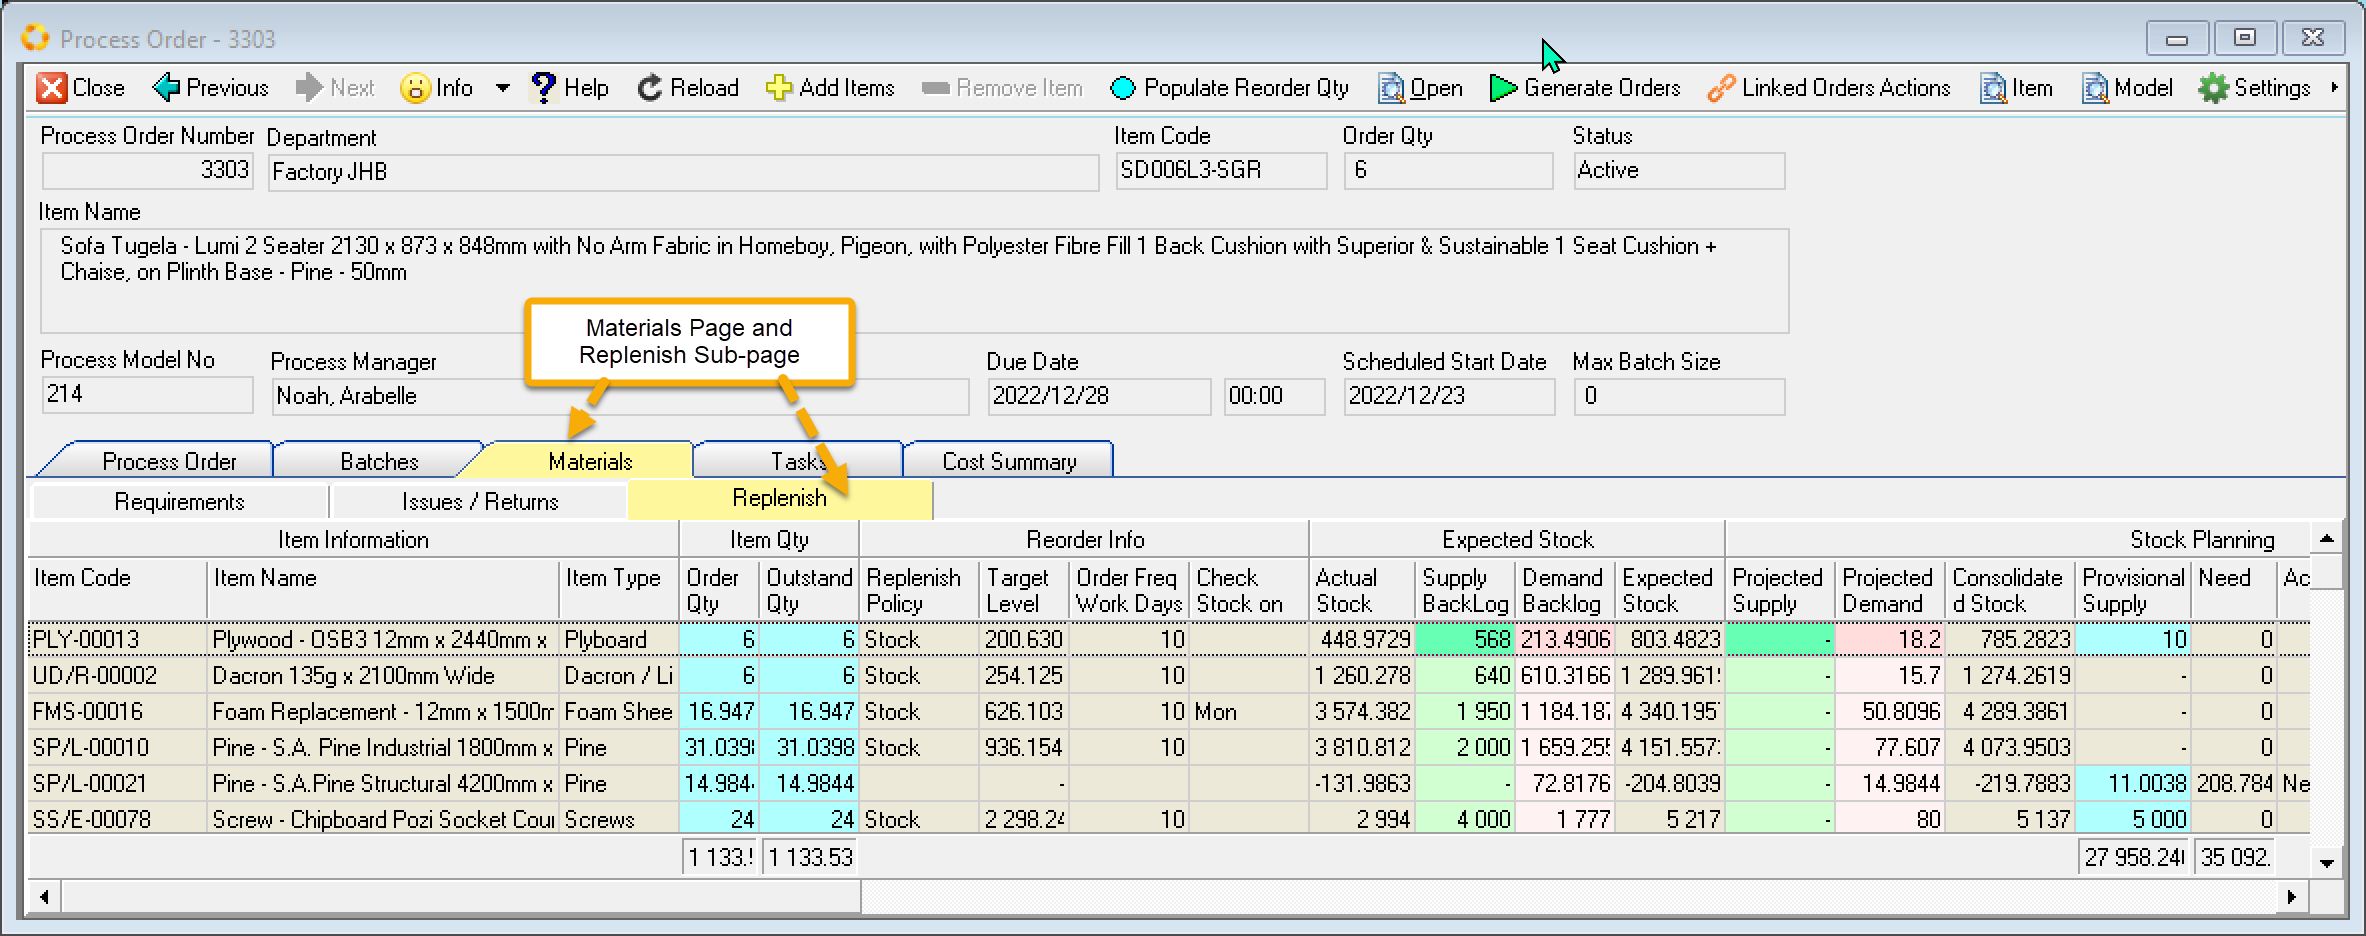 Process Order - 3303
Close Previous Next Info Help Reload Add Items Remove Item Populate Reorder Qty Open Generate Orders Linked Orders Actions Item Model Settings
Process Order Number Department Item Code Order Qty Status
3303 Factory JHB SD006L3-SGR 6 Active
Item Name
Sofa Tugela - Lumi 2 Seater 2130 x 873 x 848mm with No Arm Fabric in Homeboy, Pigeon, with Polyester Fibre Fill 1 Back Cushion with Superior & Sustainable 1 Seat Cushion +
Chaise, on Plinth Base - Pine - 50mm
Materials Page and
Replenish Sub-page
Process Model No Process Manager Due Date Scheduled Start Date Max Batch Size
214 Noah, Arabelle 2022/12/28 00:00 2022/12/23 0
Process Order Batches Materials Tasks Cost Summary
Requirements Issues / Returns Replenish
Item Information Item Qty Reorder Info Expected Stock Stock Planning
Item Code Item Name Item Type Order Outstand Replenish Target Order Freq Check Actual Supply Demand Expected Projected Projected Consolidate Provisional Need Ac
Qty Qty Policy Level Work Days Stock on Stock BackLog Backlog Stock Supply Demand d Stock Supply
PLY-00013 Plywood - OSB3 12mm x 2440mm x Plyboard 6 6 Stock 200.630 10 448.9729 568 213.4906 803.4823 - 18.2 785.2823 10 0
UD/R-00002 Dacron 135g x 2100mm Wide Dacron / Li 6 6 Stock 254.125 10 1 260.278 640 610.3166 1 289.961 - 15.7 1 274.2619 - 0
FMS-00016 Foam Replacement - 12mm x 1500m Foam Shee 16.947 16.947 Stock 626.103 10 Mon 3 574.382 1 950 1 184.18 4 340.195 - 50.8096 4 289.3861 - 0
SP/L-00010 Pine - S.A. Pine Industrial 1800mm x Pine 31.039 31.0398 Stock 936.154 10 3 810.812 2 000 1 659.25 4 151.557 - 77.607 4 073.9503 - 0
SP/L-00021 Pine - S.A.Pine Structural 4200mm x Pine 14.984 14.9844 - -131.9863 - 72.8176 -204.8039 - 14.9844 -219.7883 11.0038 208.784 Ne
SS/E-00078 Screw - Chipboard Pozi Socket Cou Screws 24 24 Stock 2 298.24 10 2 994 4 000 1 777 5 217 - 80 5 137 5 000 0
1 133. 1 133.53 27 958.24 35 092.